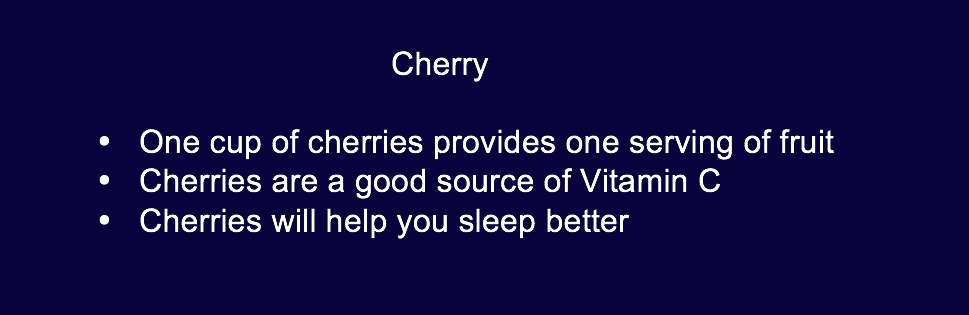 Cherry
• One cup of cherries provides one serving of fruit
• Cherries are a good source of Vitamin C
• Cherries will help you sleep better